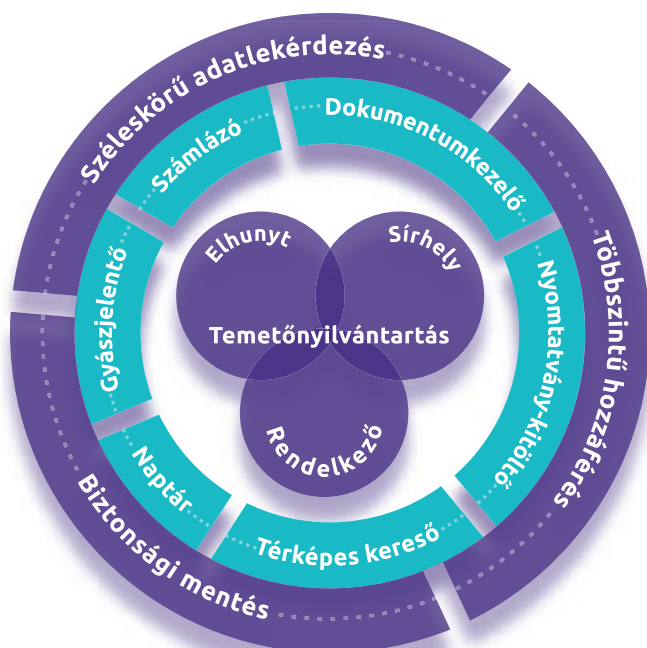 Széleskörű adatlekérdezés
Többszintű hozzáférés
Biztonsági mentés
Számlázó
Dokumentumkezelő
Nyomtatvány-kitöltő
Térképes kereső
Naptár
Gyászjelentő
Elhunyt
Sírhely
Temetőnyilvántartás
Rendelkező